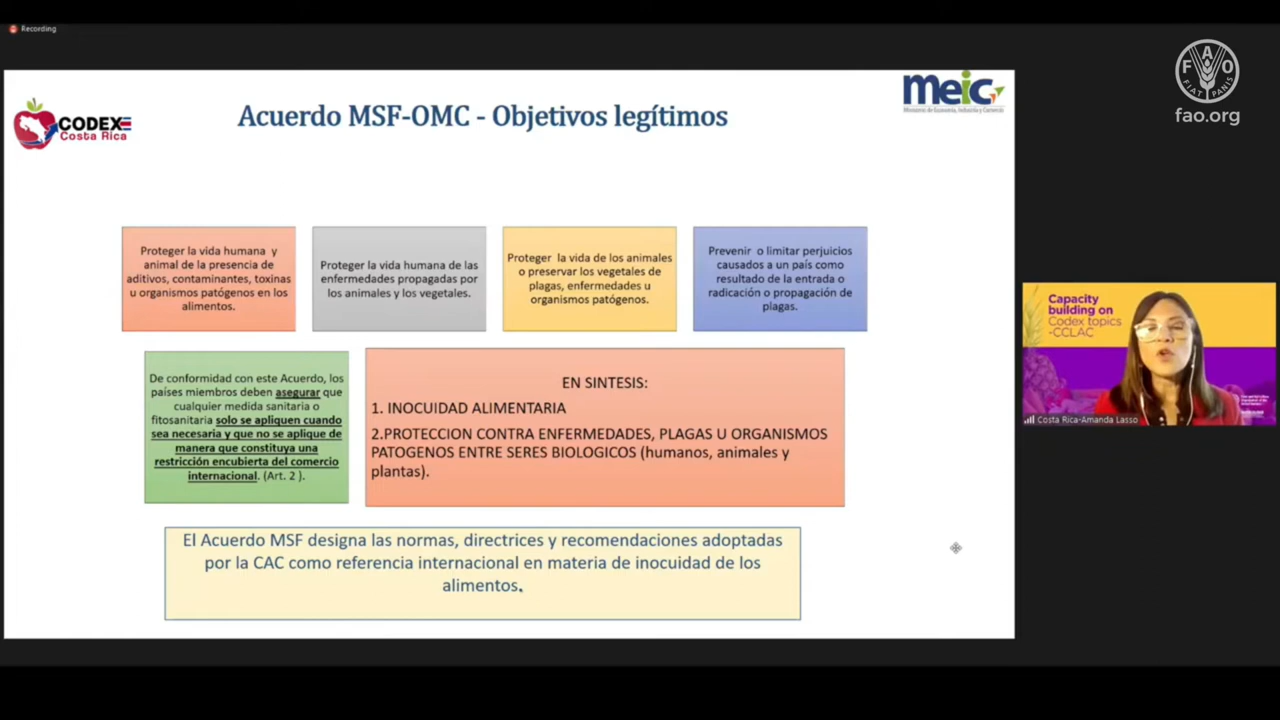 Recording
FAO
FIAT PANIS
fao.org
CODEX
Costa Rica
meic
Ministerio de Economía, Industria y Comercio
Acuerdo MSF-OMC - Objetivos legítimos
Proteger la vida humana y
animal de la presencia de
aditivos, contaminantes, toxinas
u organismos patógenos en los
alimentos.
Proteger la vida humana de las
enfermedades propagadas por
los animales y los vegetales.
Proteger la vida de los animales
o preservar los vegetales de
plagas, enfermedades u
organismos patógenos.
Prevenir o limitar perjuicios
causados a un país como
resultado de la entrada o
radicación o propagación de
plagas.
De conformidad con este Acuerdo, los
países miembros deben asegurar que
cualquier medida sanitaria o
fitosanitaria solo se apliquen cuando
sea necesaria y que no se aplique de
manera que constituya una
restricción encubierta del comercio
internacional. (Art. 2 ).
EN SINTESIS:
1. INOCUIDAD ALIMENTARIA
2.PROTECCION CONTRA ENFERMEDADES, PLAGAS U ORGANISMOS
PATOGENOS ENTRE SERES BIOLOGICOS (humanos, animales y
plantas).
El Acuerdo MSF designa las normas, directrices y recomendaciones adoptadas
por la CAC como referencia internacional en materia de inocuidad de los
alimentos.
Capacity
building on
Codex topics
-CCLAC
Costa Rica-Amanda Lasso